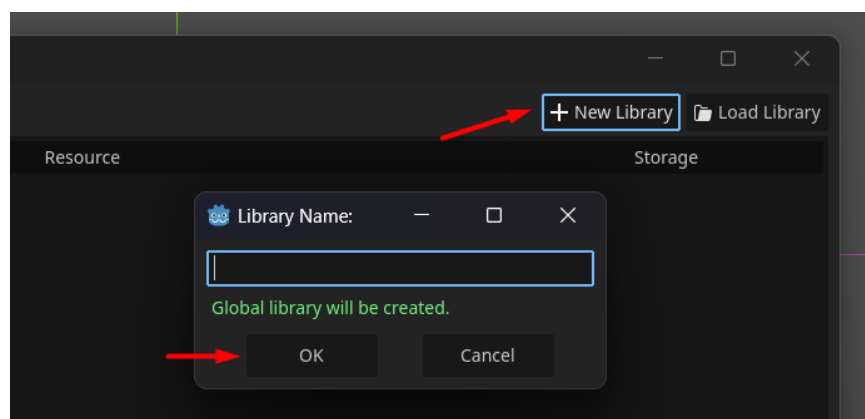 New Library
Load Library
Resource
Storage
Library Name:
Global library will be created.
OK
Cancel